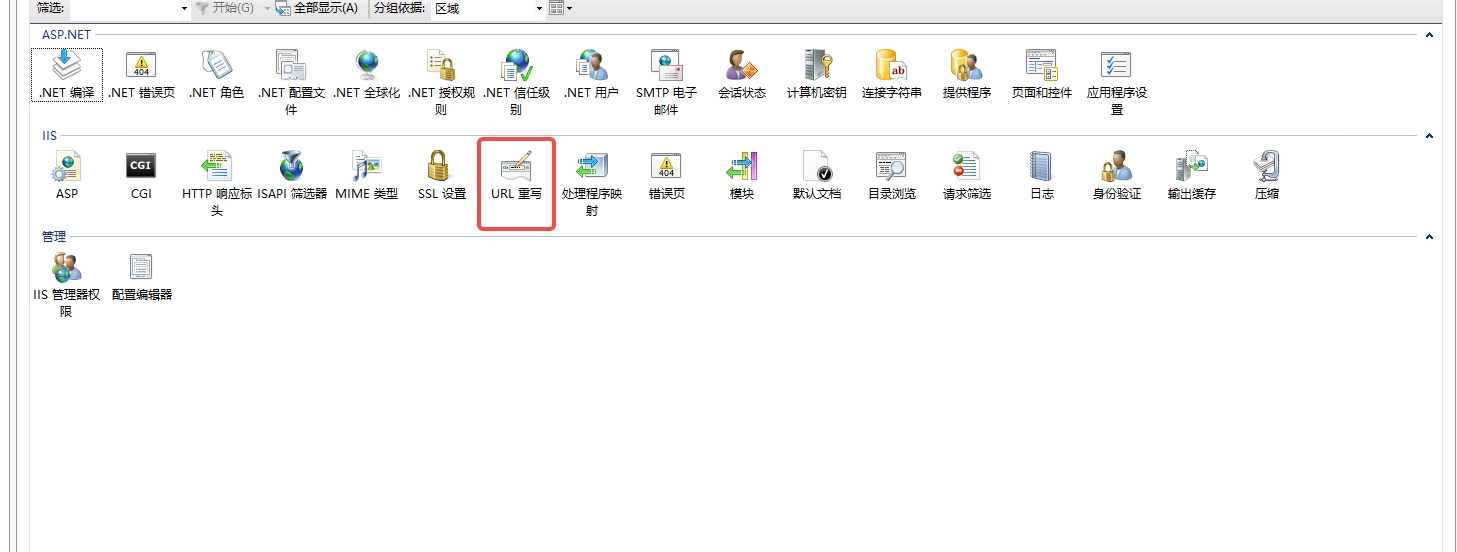 筛选: 开始(G) 全部显示(A) 分组依据: 区域
ASP.NET
.NET 编译 .NET 错误页 .NET 角色 .NET 配置文件 .NET 全球化 .NET 授权规则 .NET 信任级别 .NET 用户 SMTP 电子邮件 会话状态 计算机密钥 连接字符串 提供程序 页面和控件 应用程序设置
404
ab
IIS
ASP CGI HTTP 响应标头 ISAPI 筛选器 MIME 类型 SSL 设置 URL 重写 处理程序映射 错误页 模块 默认文档 目录浏览 请求筛选 日志 身份验证 输出缓存 压缩
CGI
404
管理
IIS 管理器权限 配置编辑器